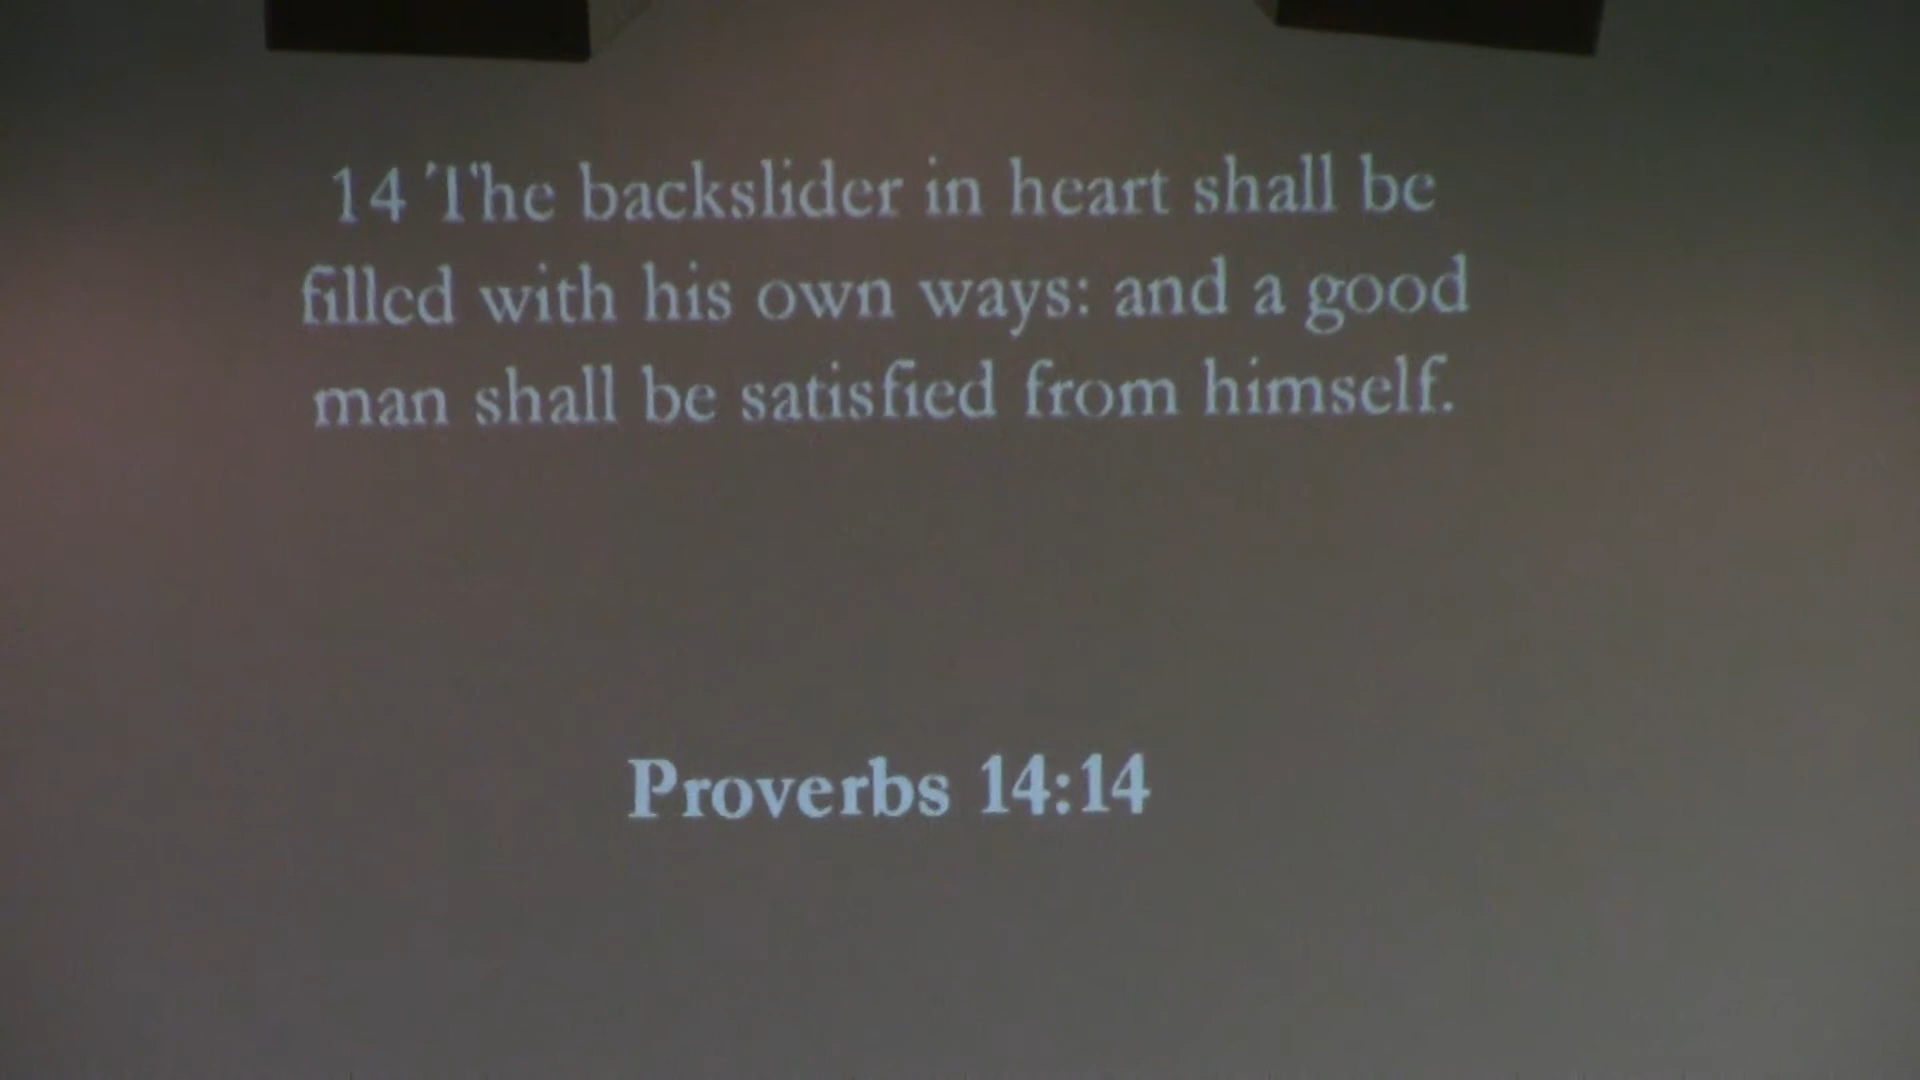 14 The backslider in heart shall be
filled with his own ways: and a good
man shall be satisfied from himself.
Proverbs 14:14